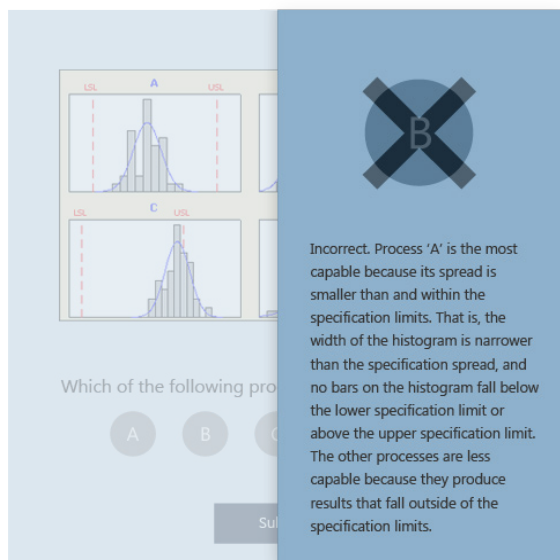 LSL
A
USL
LSL
C
USL
Which of the following pro
A B C
Sul
B
Incorrect. Process ‘A’ is the most
capable because its spread is
smaller than and within the
specification limits. That is, the
width of the histogram is narrower
than the specification spread, and
no bars on the histogram fall below
the lower specification limit or
above the upper specification limit.
The other processes are less
capable because they produce
results that fall outside of the
specification limits.